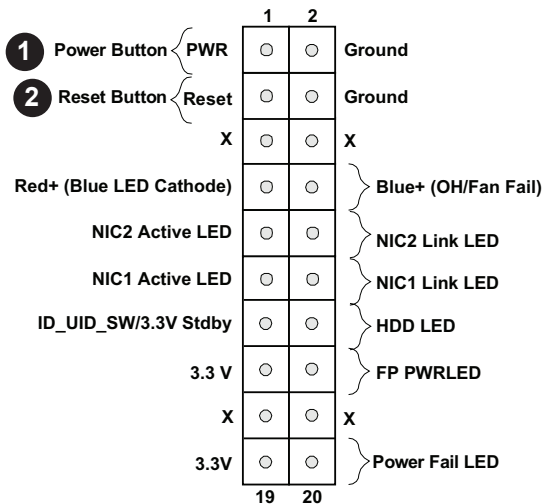 1 2
1 Power Button PWR Ground
2 Reset Button Reset Ground
X X
Red+ (Blue LED Cathode) Blue+ (OH/Fan Fail)
NIC2 Active LED NIC2 Link LED
NIC1 Active LED NIC1 Link LED
ID_UID_SW/3.3V Stdby HDD LED
3.3 V FP PWRLED
X X
3.3V Power Fail LED
19 20